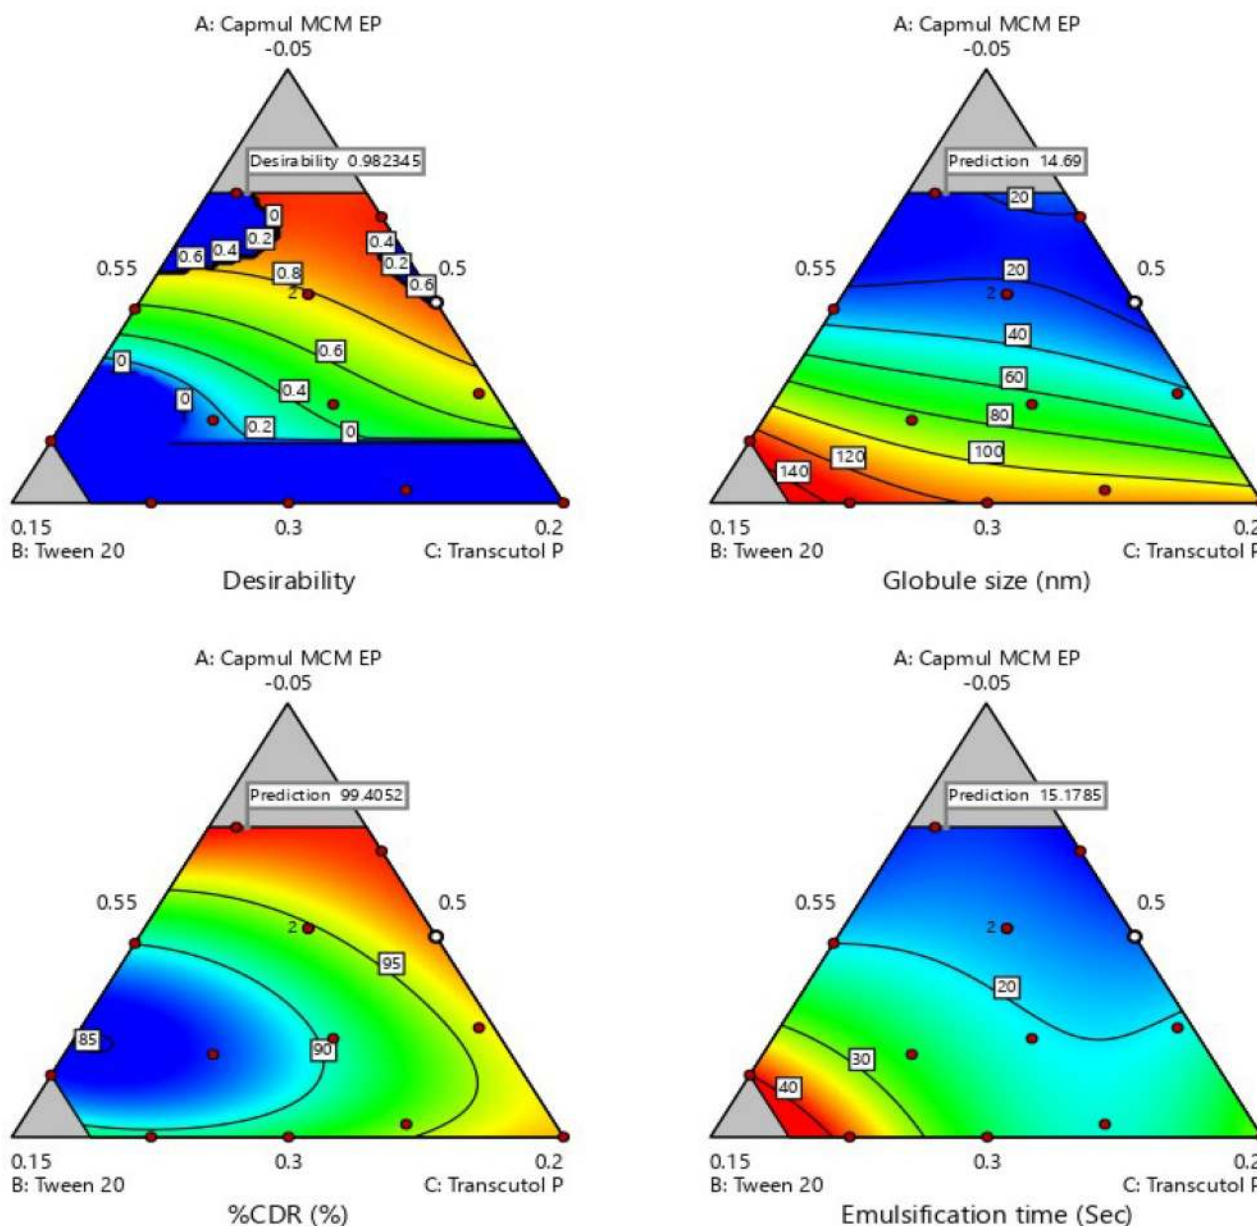 A: Capmul MCM EP
-0.05
Desirability 0.982345
0
0.2
0.4
0.6
0.4
0.2
0.6
0.55
0.5
0.8
2
0.6
0
0.4
0
0.2
0
0.15
0.3
0.2
B: Tween 20
C: Transcutol P
Desirability
A: Capmul MCM EP
-0.05
Prediction 14.69
20
0.55
20
0.5
2
40
60
80
100
120
140
0.15
0.3
0.2
B: Tween 20
C: Transcutol P
Globule size (nm)
A: Capmul MCM EP
-0.05
Prediction 99.4052
0.55
0.5
2
95
85
90
0.15
0.3
0.2
B: Tween 20
C: Transcutol P
%CDR (%)
A: Capmul MCM EP
-0.05
Prediction 15.1785
0.55
0.5
2
20
30
40
0.15
0.3
0.2
B: Tween 20
C: Transcutol P
Emulsification time (Sec)